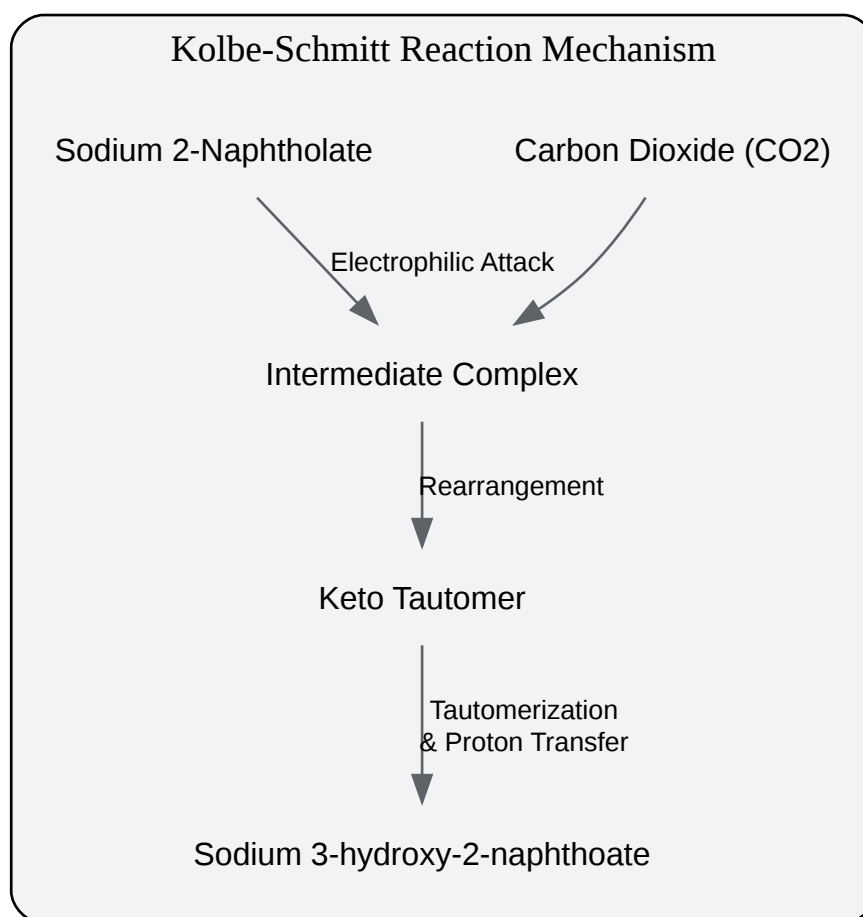 Kolbe-Schmitt Reaction Mechanism
Sodium 2-Naphtholate
Carbon Dioxide (CO2)
Electrophilic Attack
Intermediate Complex
Rearrangement
Keto Tautomer
Tautomerization
& Proton Transfer
Sodium 3-hydroxy-2-naphthoate